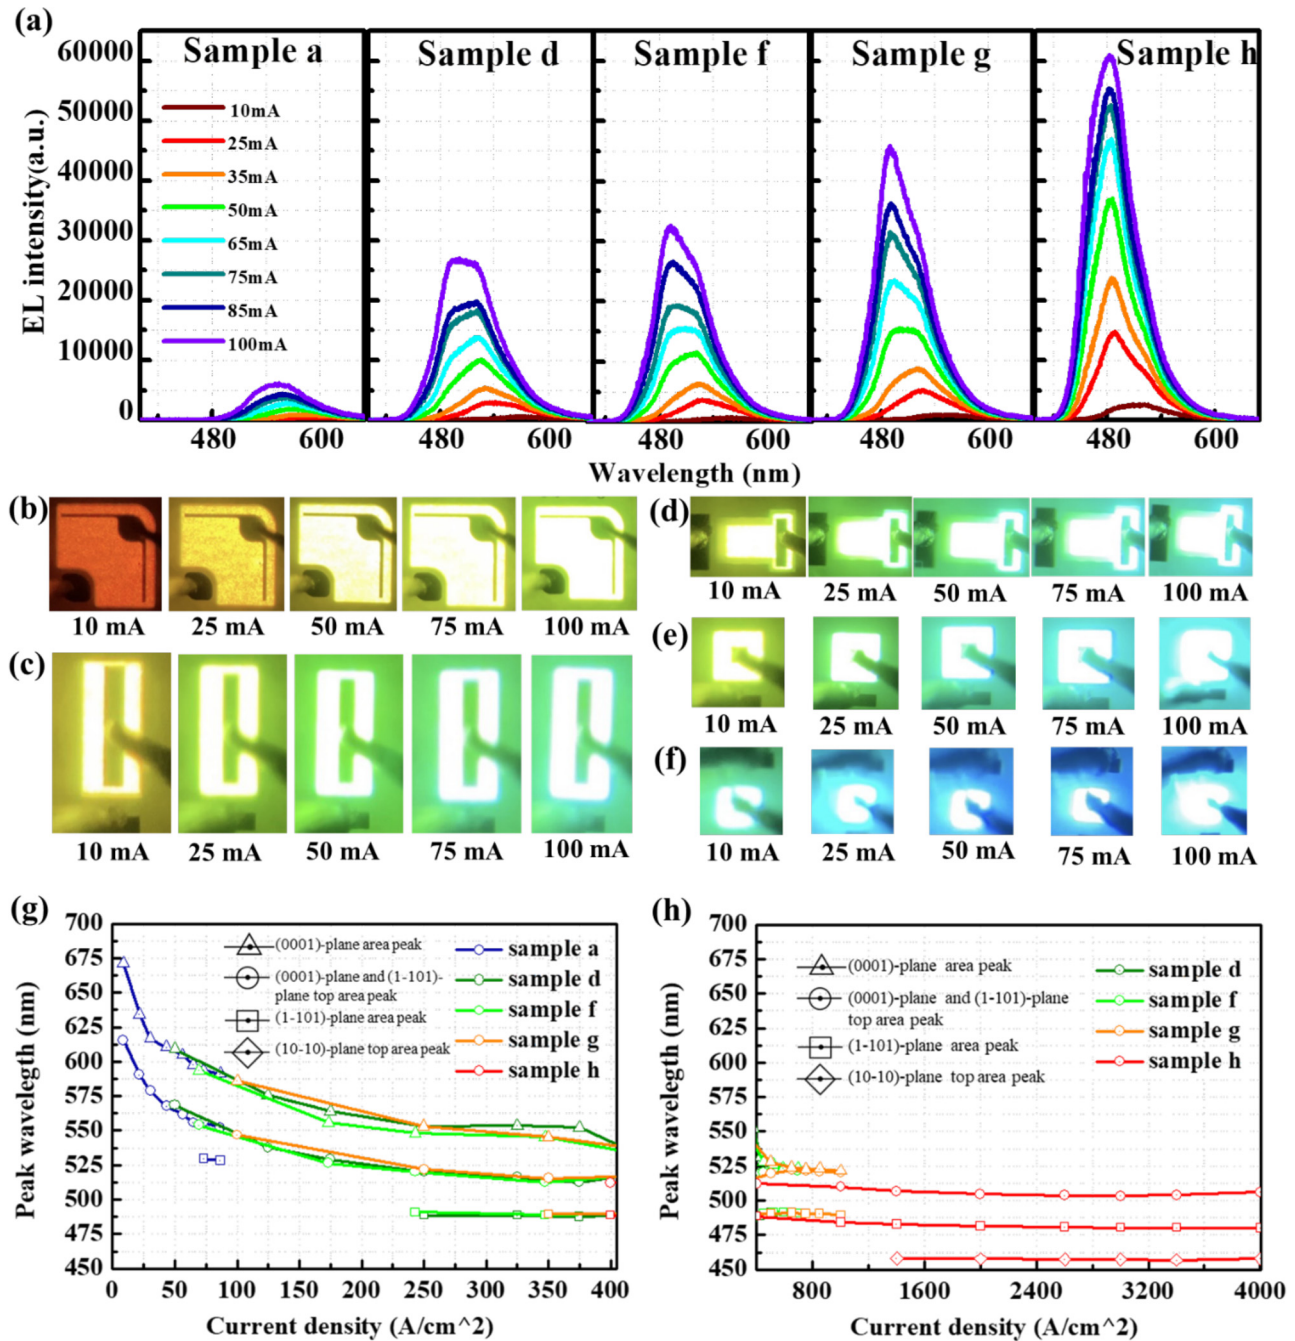 (a)
Sample a
Sample d
Sample f
Sample g
Sample h
EL intensity(a.u.)
60000
50000
40000
30000
20000
10000
0
10mA
25mA
35mA
50mA
65mA
75mA
85mA
100mA
480 600
480 600
480 600
480 600
480 600
Wavelength (nm)
(b)
10 mA 25 mA 50 mA 75 mA 100 mA
(c)
10 mA 25 mA 50 mA 75 mA 100 mA
(d)
10 mA 25 mA 50 mA 75 mA 100 mA
(e)
10 mA 25 mA 50 mA 75 mA 100 mA
(f)
10 mA 25 mA 50 mA 75 mA 100 mA
(g)
Peak wavelegth (nm)
700
675
650
625
600
575
550
525
500
475
450
(0001)-plane area peak
(0001)-plane and (1-101)-
plane top area peak
(1-101)-plane area peak
(10-10)-plane top area peak
sample a
sample d
sample f
sample g
sample h
0 50 100 150 200 250 300 350 400
Current density (A/cm^2)
(h)
Peak wavelegth (nm)
700
675
650
625
600
575
550
525
500
475
450
(0001)-plane area peak
(0001)-plane and (1-101)-plane
top area peak
(1-101)-plane area peak
(10-10)-plane top area peak
sample d
sample f
sample g
sample h
800 1600 2400 3200 4000
Current density (A/cm^2)